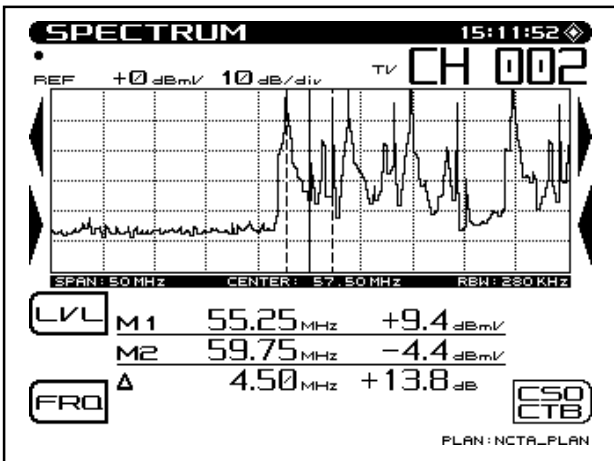 SPECTRUM 15:11:52
REF +0 dBmV 10 dB/div TV CH 002
SPAN: 50 MHz CENTER: 57.50 MHz RBW: 280 KHz
LVL
M1 55.25 MHz +9.4 dBmV
M2 59.75 MHz -4.4 dBmV
Δ 4.50 MHz +13.8 dB
FRQ
CSO
CTB
PLAN:NCTA_PLAN